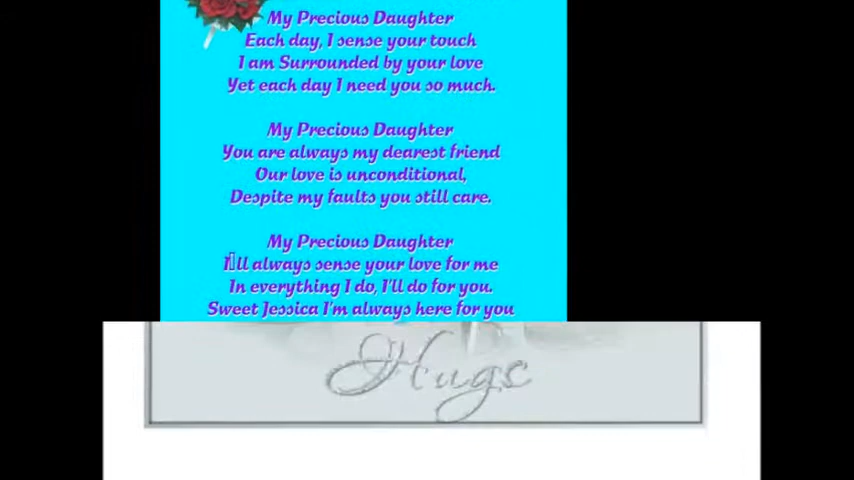 My Precious Daughter
Each day, I sense your touch
I am Surrounded by your love
Yet each day I need you so much.
My Precious Daughter
You are always my dearest friend
Our love is unconditional,
Despite my faults you still care.
My Precious Daughter
I▯ll always sense your love for me
In everything I do, I'll do for you.
Sweet Jessica I'm always here for you
Hugs